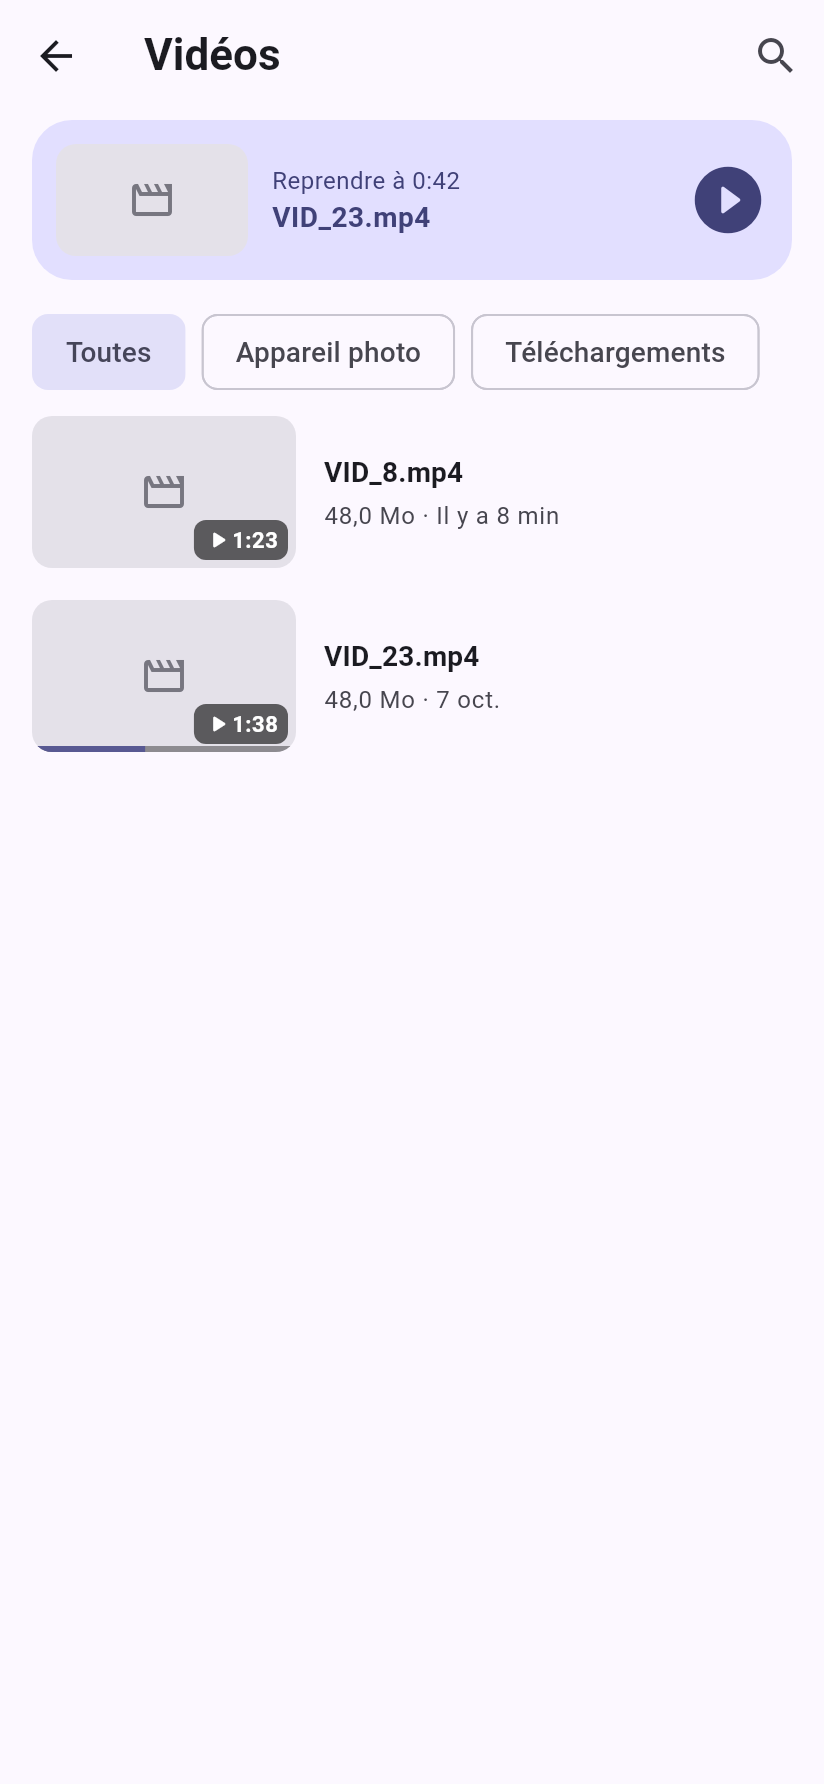 Vidéos
Reprendre à 0:42
VID_23.mp4
Toutes
Appareil photo
Téléchargements
VID_8.mp4
48,0 Mo · Il y a 8 min
1:23
VID_23.mp4
48,0 Mo · 7 oct.
1:38